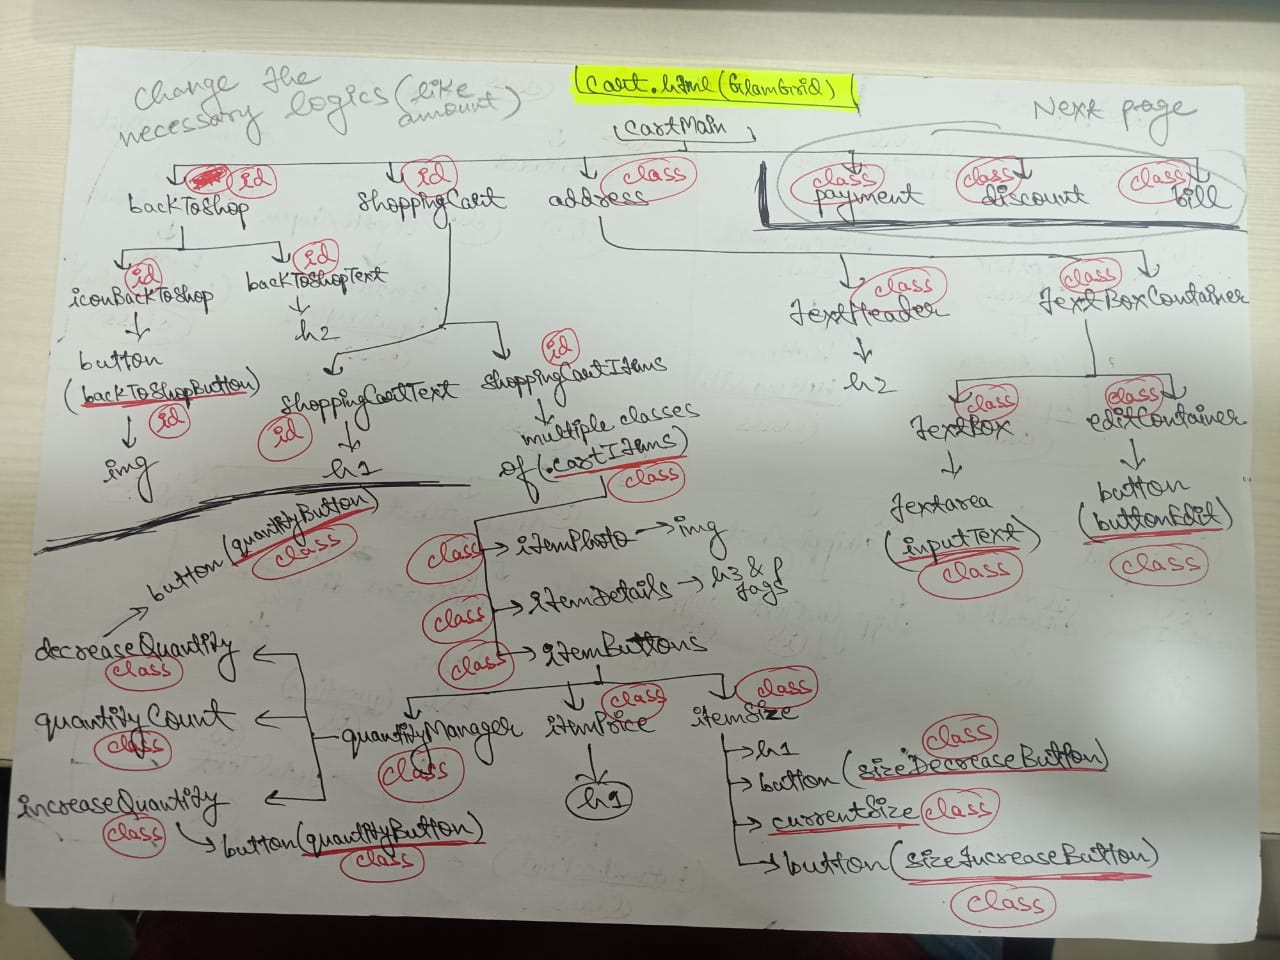 change the
necessary logics (like
amount)
cart.html (GlamGrid)
Next page
cartMain
id
backToShop
id
shoppingCart
class
address
class
payment
class
discount
class
bill
id
iconBackToShop
id
backToShopText
h2
button
(backToShopButton)
id
img
shoppingCartText
id
h1
id
shoppingCartItems
multiple classes
of (.cartItems)
class
class
textHeader
h2
class
textBoxContainer
class
textBox
textarea
(inputText)
class
class
editContainer
button
(buttonEdit)
class
class
itemPhoto → img
class
itemDetails → h3 & p
tags
class
itemButtons
button (quantityButton)
class
decreaseQuantity
class
quantityCount
class
increaseQuantity
class
button (quantityButton)
class
quantityManager
class
class
itemPrice
h1
class
itemSize
h1
class
button (sizeDecreaseButton)
currentSize class
button (sizeIncreaseButton)
class